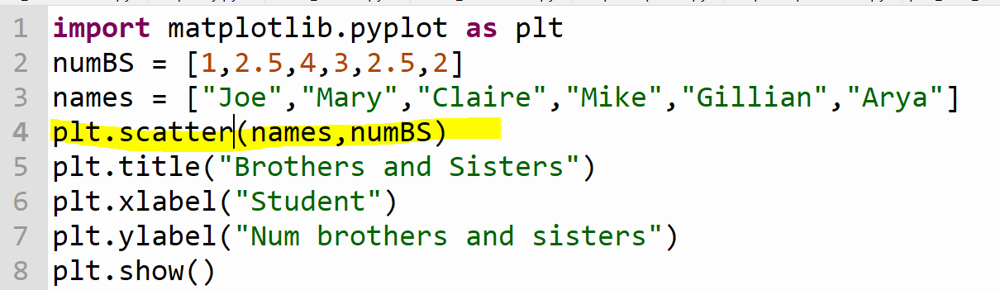 1 import matplotlib.pyplot as plt
2 numBS = [1,2.5,4,3,2.5,2]
3 names = ["Joe","Mary","Claire","Mike","Gillian","Arya"]
4 plt.scatter(names,numBS)
5 plt.title("Brothers and Sisters")
6 plt.xlabel("Student")
7 plt.ylabel("Num brothers and sisters")
8 plt.show()